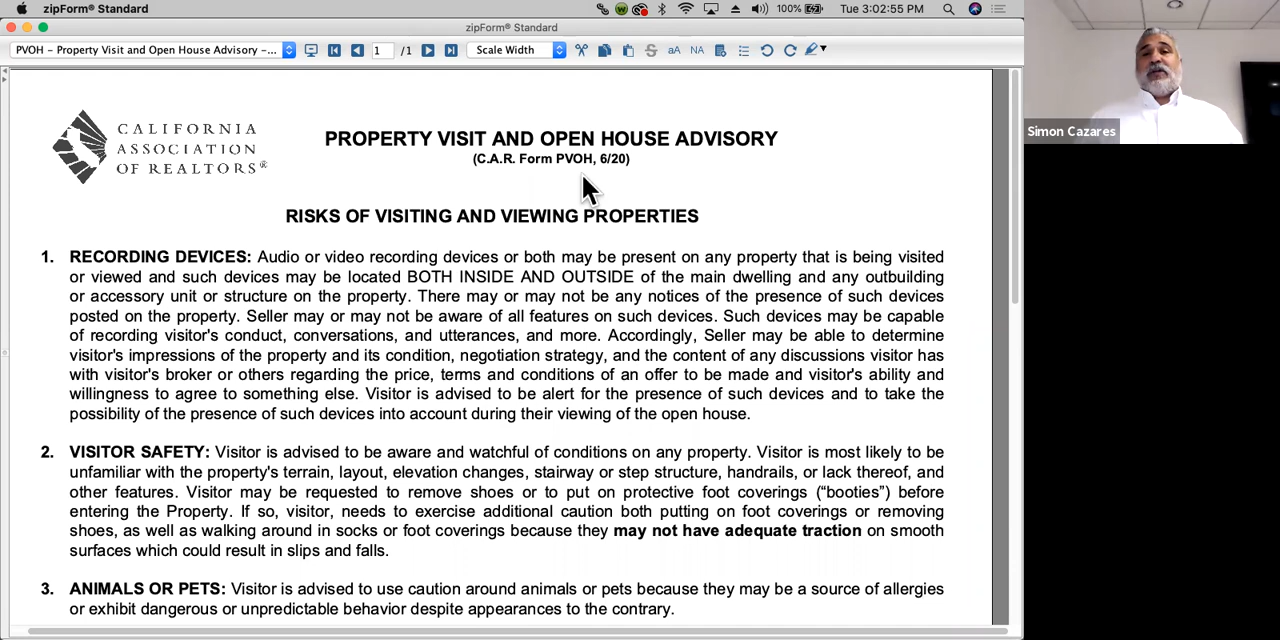 zipForm® Standard
100%
Tue 3:02:55 PM
zipForm® Standard
PVOH – Property Visit and Open House Advisory –...
1
/1
Scale Width
aA
NA
Simon Cazares
CALIFORNIA
ASSOCIATION
OF REALTORS®
PROPERTY VISIT AND OPEN HOUSE ADVISORY
(C.A.R. Form PVOH, 6/20)
RISKS OF VISITING AND VIEWING PROPERTIES
1. RECORDING DEVICES: Audio or video recording devices or both may be present on any property that is being visited
or viewed and such devices may be located BOTH INSIDE AND OUTSIDE of the main dwelling and any outbuilding
or accessory unit or structure on the property. There may or may not be any notices of the presence of such devices
posted on the property. Seller may or may not be aware of all features on such devices. Such devices may be capable
of recording visitor's conduct, conversations, and utterances, and more. Accordingly, Seller may be able to determine
visitor's impressions of the property and its condition, negotiation strategy, and the content of any discussions visitor has
with visitor's broker or others regarding the price, terms and conditions of an offer to be made and visitor's ability and
willingness to agree to something else. Visitor is advised to be alert for the presence of such devices and to take the
possibility of the presence of such devices into account during their viewing of the open house.
2. VISITOR SAFETY: Visitor is advised to be aware and watchful of conditions on any property. Visitor is most likely to be
unfamiliar with the property's terrain, layout, elevation changes, stairway or step structure, handrails, or lack thereof, and
other features. Visitor may be requested to remove shoes or to put on protective foot coverings (“booties”) before
entering the Property. If so, visitor, needs to exercise additional caution both putting on foot coverings or removing
shoes, as well as walking around in socks or foot coverings because they may not have adequate traction on smooth
surfaces which could result in slips and falls.
3. ANIMALS OR PETS: Visitor is advised to use caution around animals or pets because they may be a source of allergies
or exhibit dangerous or unpredictable behavior despite appearances to the contrary.